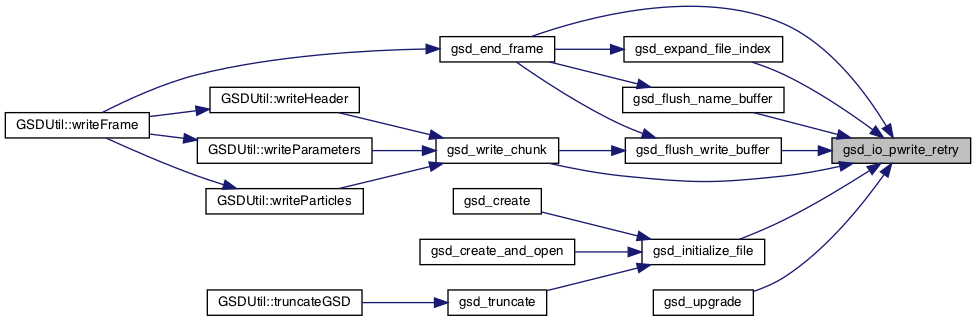 gsd_end_frame
gsd_expand_file_index
GSDUtil::writeHeader
gsd_flush_name_buffer
GSDUtil::writeFrame
GSDUtil::writeParameters
gsd_write_chunk
gsd_flush_write_buffer
gsd_io_pwrite_retry
GSDUtil::writeParticles
gsd_create
gsd_create_and_open
gsd_initialize_file
GSDUtil::truncateGSD
gsd_truncate
gsd_upgrade